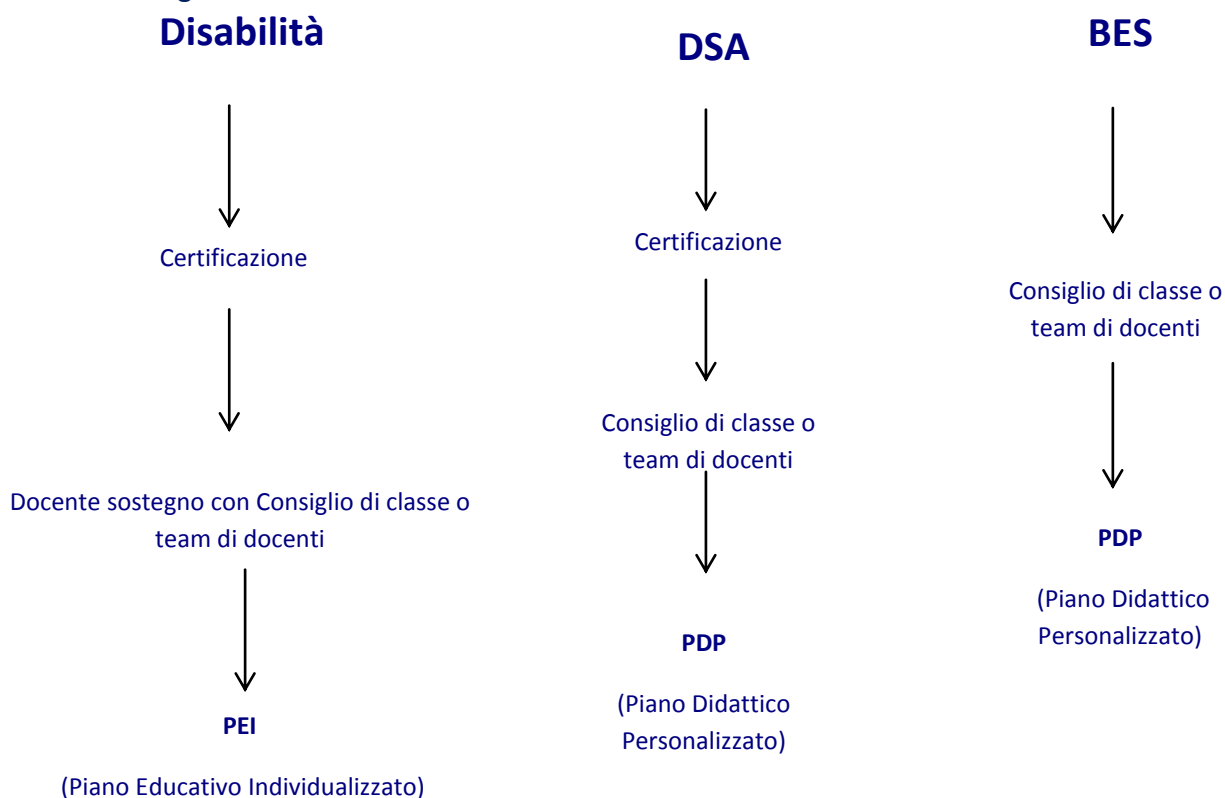 Disabilità
Certificazione
Docente sostegno con Consiglio di classe o
team di docenti
PEI
(Piano Educativo Individualizzato)
DSA
Certificazione
Consiglio di classe o
team di docenti
PDP
(Piano Didattico
Personalizzato)
BES
Consiglio di classe o
team di docenti
PDP
(Piano Didattico
Personalizzato)